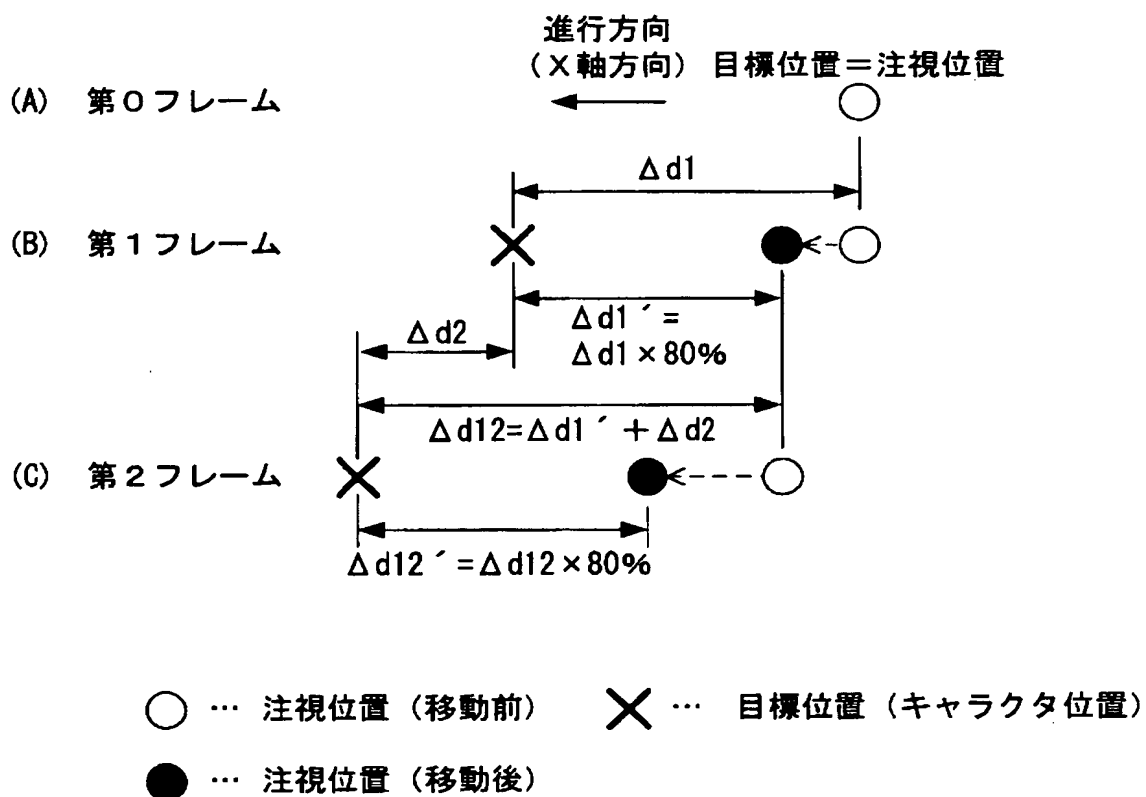 進行方向
(X軸方向) 目標位置=注視位置
(A) 第0フレーム
Δd1
(B) 第1フレーム
Δd1´=
Δd1×80%
Δd2
Δd12=Δd1´+Δd2
(C) 第2フレーム
Δd12´=Δd12×80%
… 注視位置(移動前)
… 目標位置(キャラクタ位置)
… 注視位置(移動後)